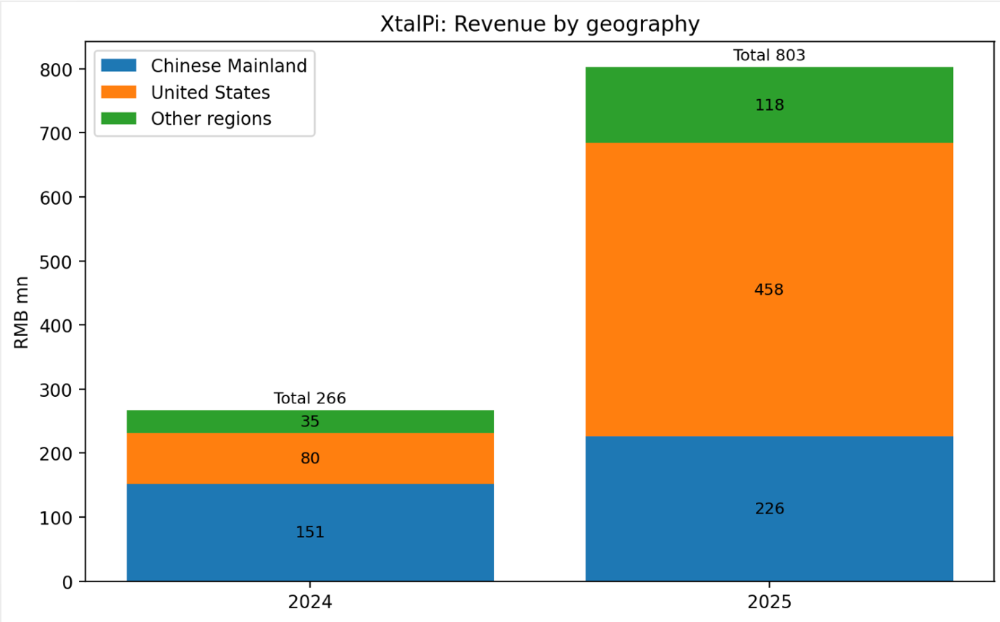 XtalPi: Revenue by geography
Chinese Mainland
United States
Other regions
RMB mn
800
700
600
500
400
300
200
100
0
Total 266
35
80
151
Total 803
118
458
226
2024
2025